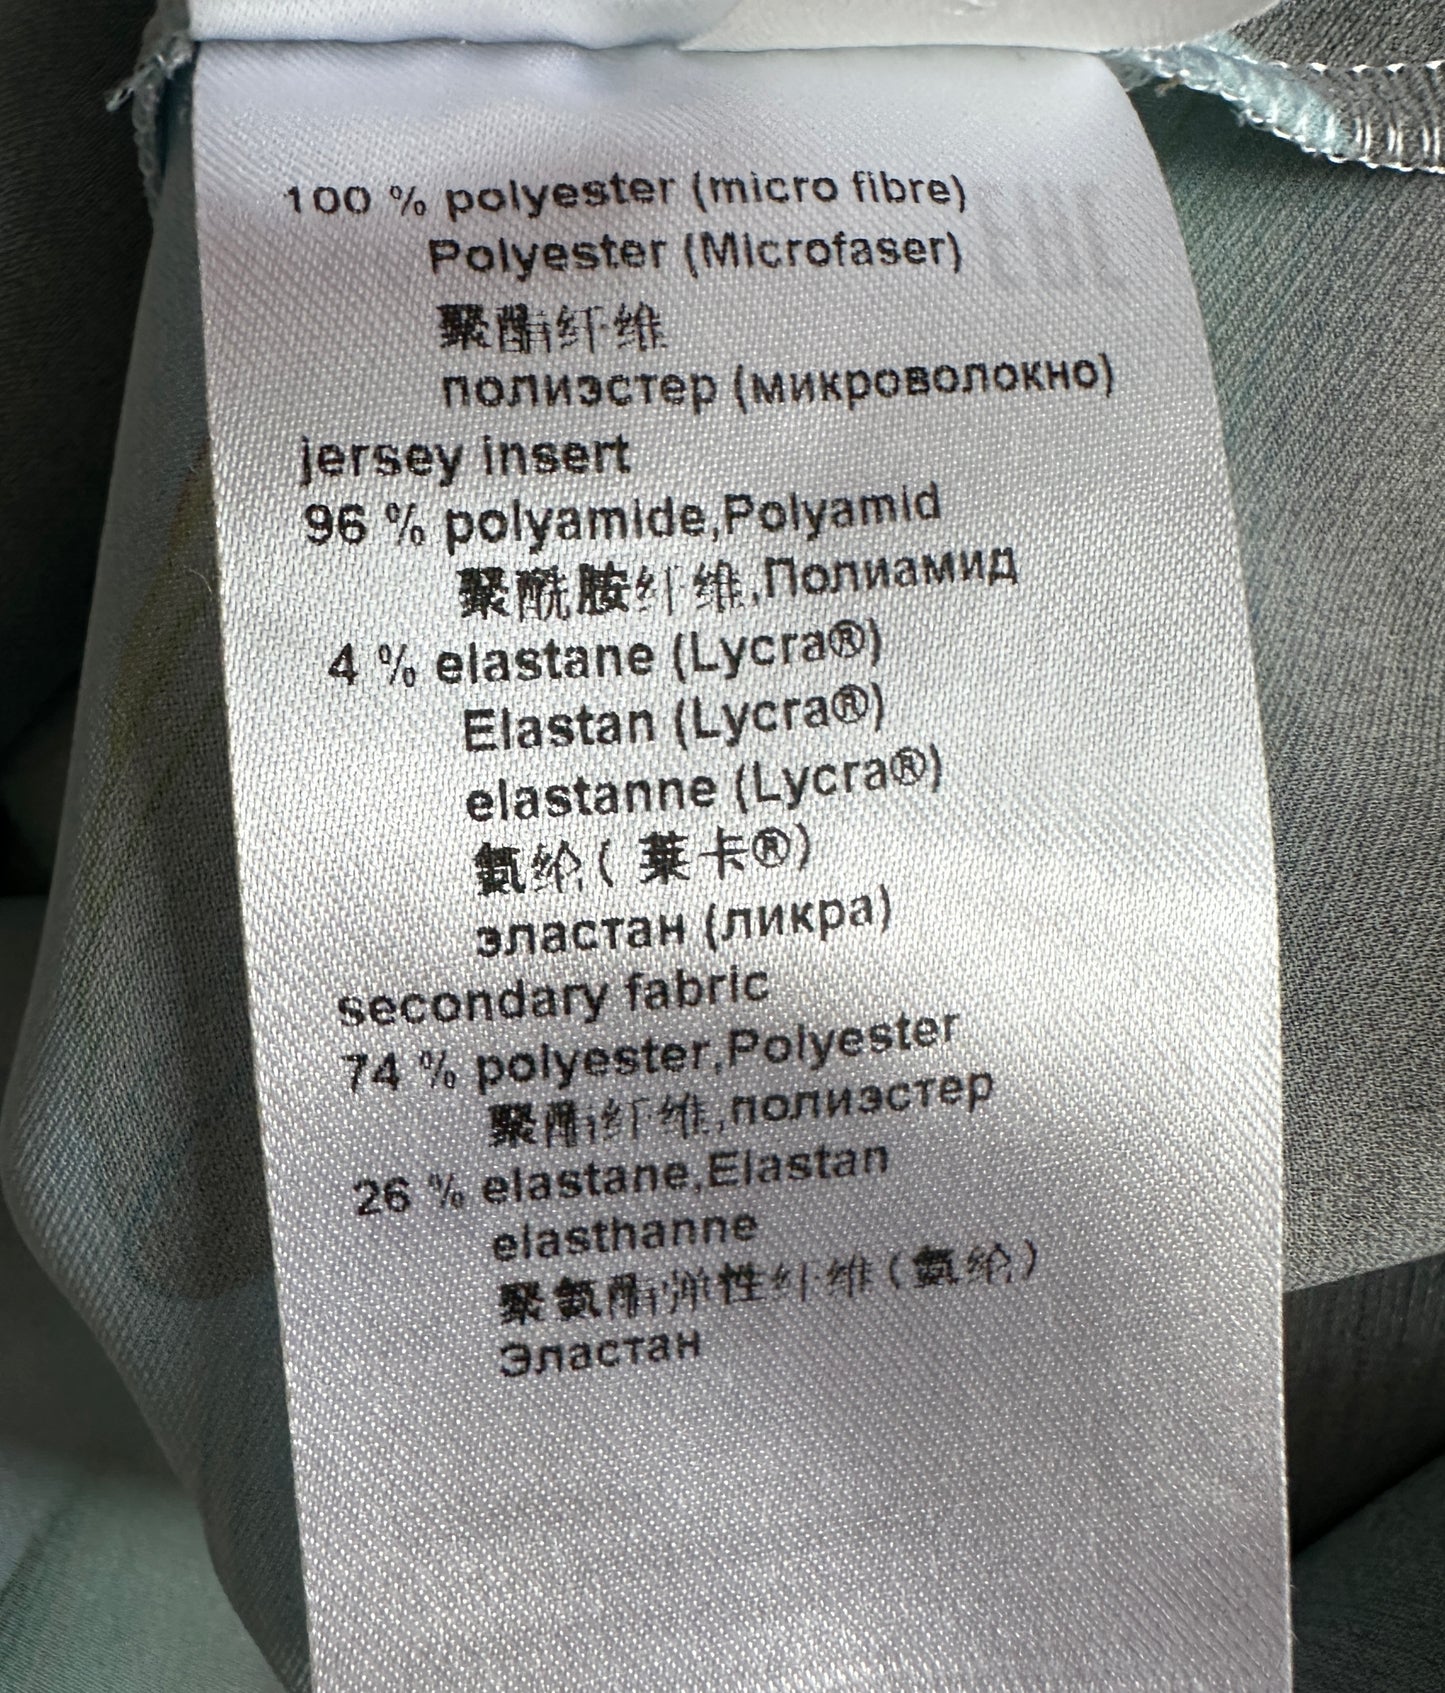 100 % polyester (micro fibre)
Polyester (Microfaser)
聚酯纤维
полиэстер (микроволокно)
jersey insert
96 % polyamide,Polyamid
聚酰胺纤维,Полиамид
4 % elastane (Lycra®)
Elastan (Lycra®)
elastanne (Lycra®)
氨纶( 莱卡®)
эластан (ликра)
secondary fabric
74 % polyester,Polyester
聚酯纤维,полиэстер
26 % elastane,Elastan
elasthanne
聚氨酯弹性纤维(氨纶)
Эластан